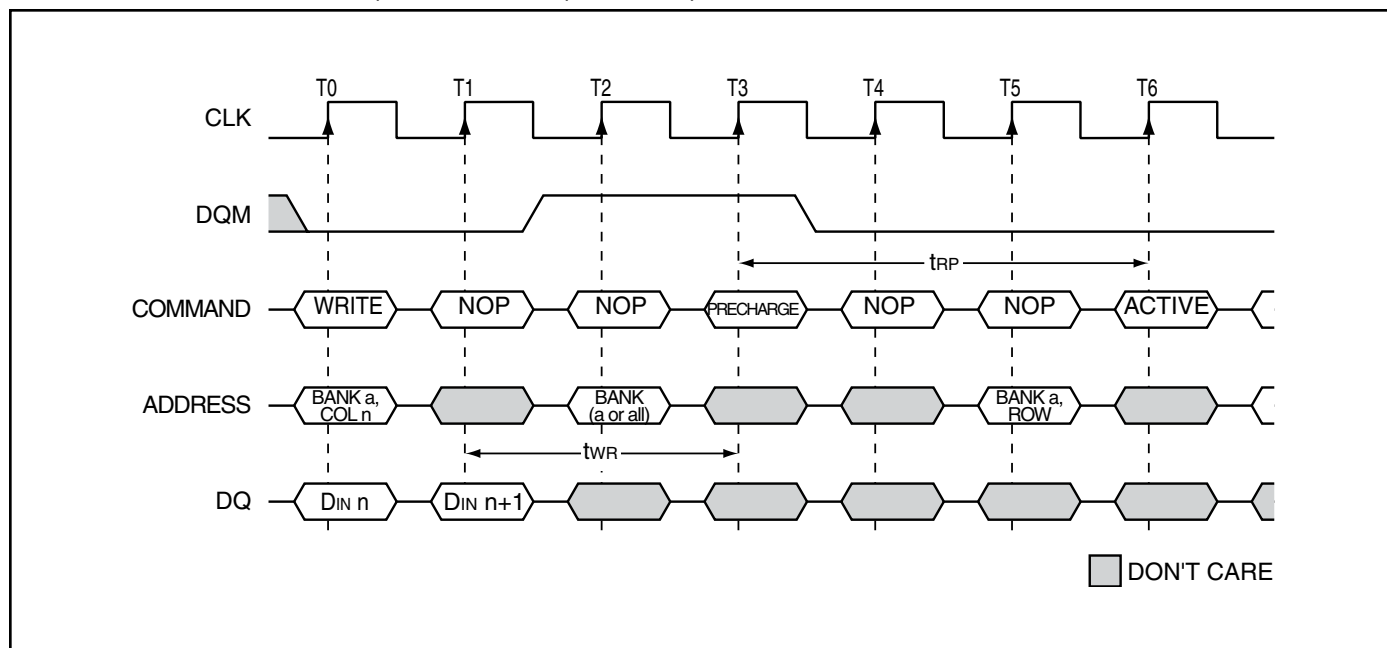 T0 T1 T2 T3 T4 T5 T6
CLK
DQM
tRP
COMMAND WRITE NOP NOP PRECHARGE NOP NOP ACTIVE
ADDRESS BANK a, COL n BANK (a or all) BANK a, ROW
tWR
DQ DIN n DIN n+1
DON'T CARE